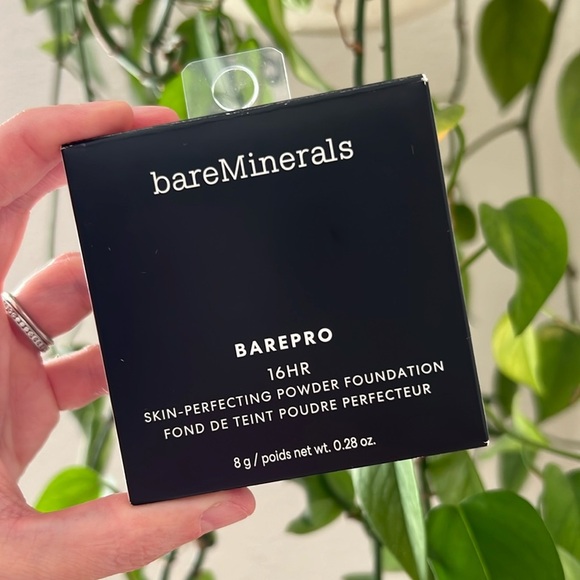 bareMinerals
BAREPRO
16HR
SKIN-PERFECTING POWDER FOUNDATION
FOND DE TEINT POUDRE PERFECTEUR
8 g / poids net wt. 0.28 oz.